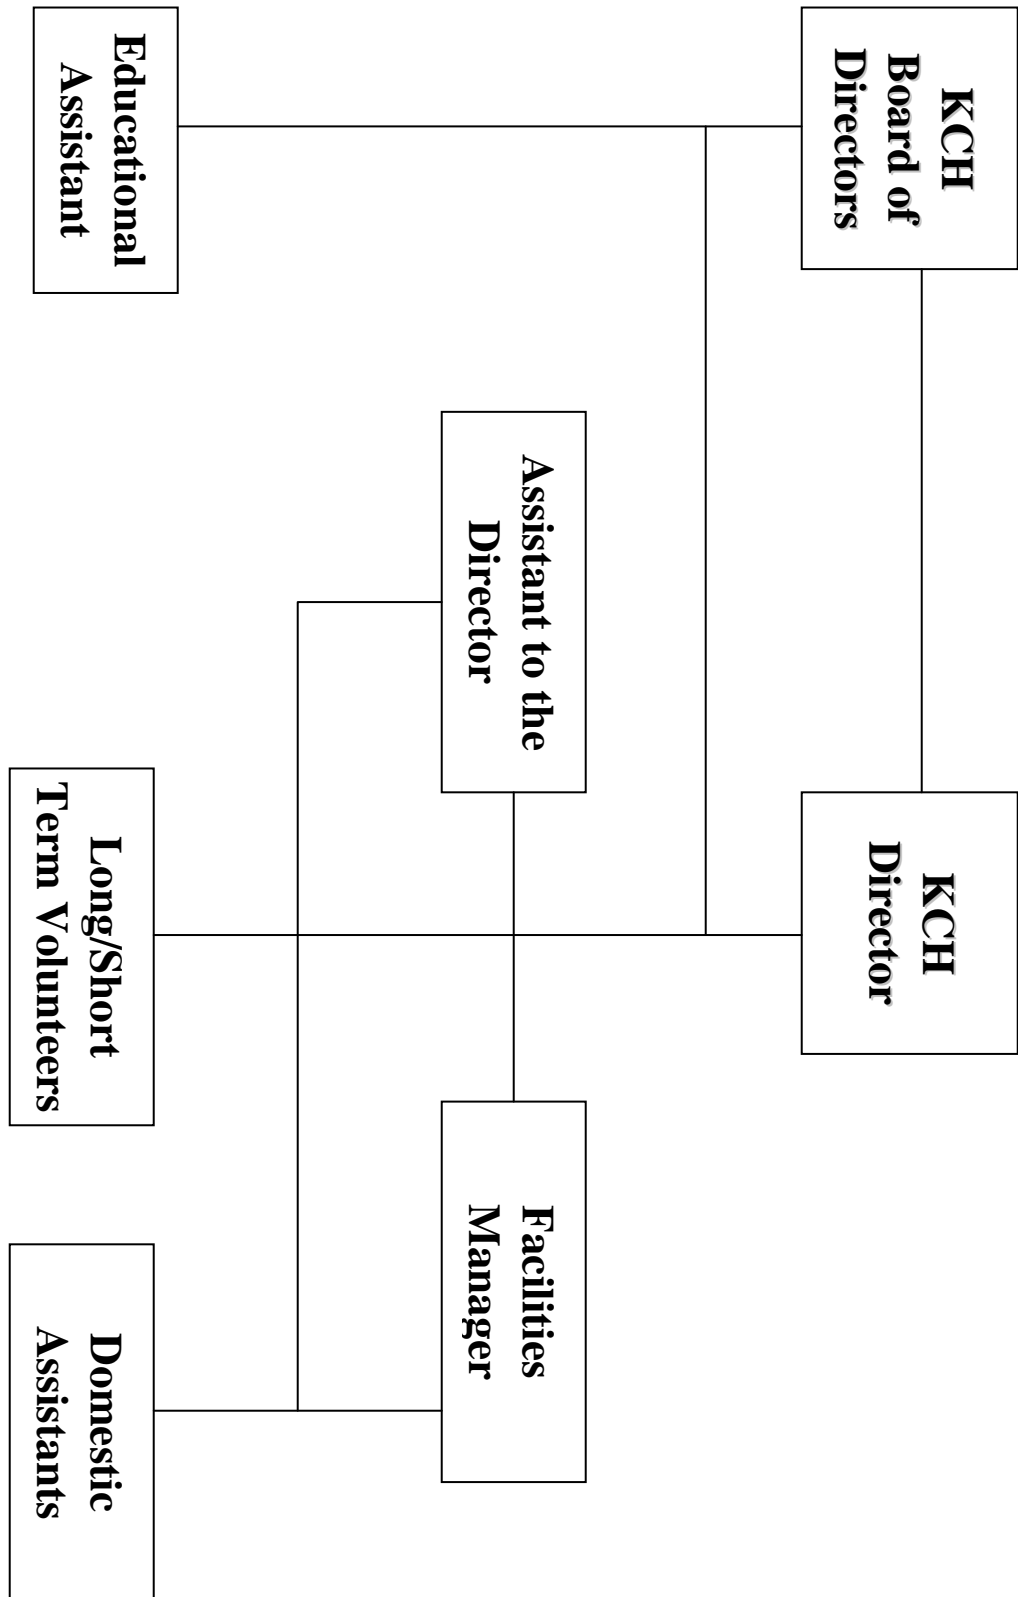 KCH
Board of
Directors
KCH
Director
Assistant to the
Director
Facilities
Manager
Educational
Assistant
Long/Short
Term Volunteers
Domestic
Assistants